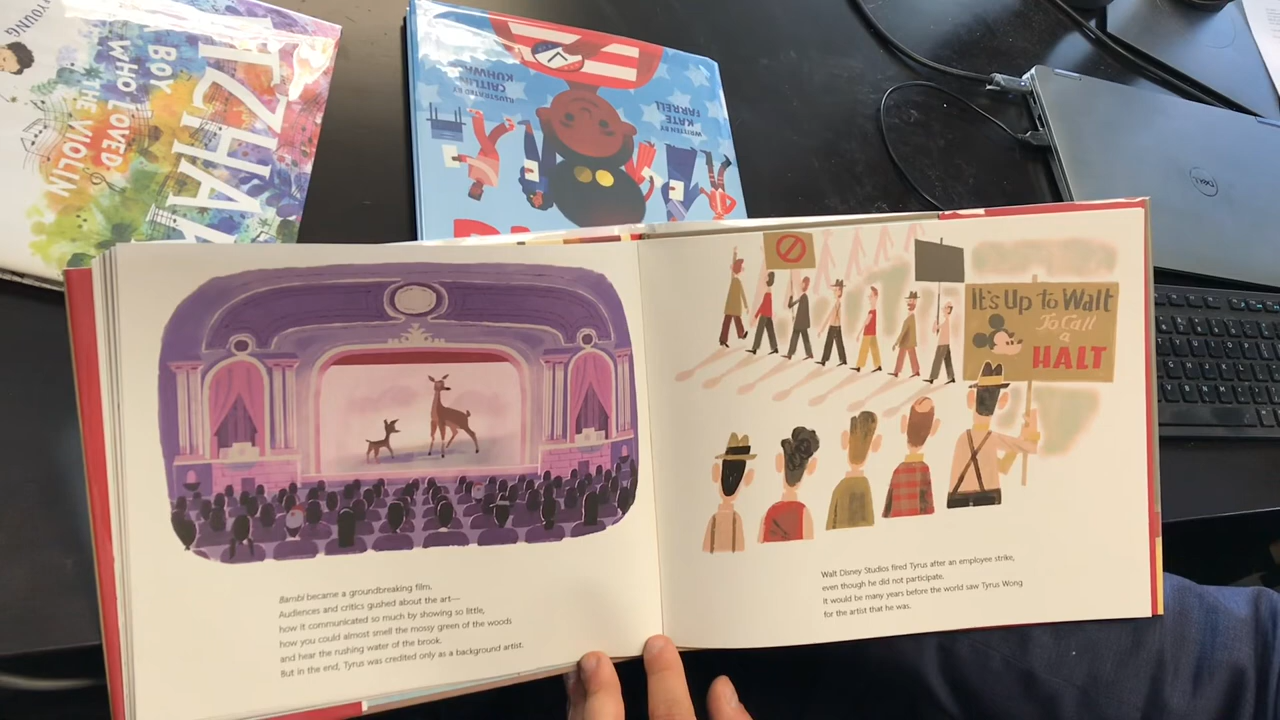 YOUNG
ITZHA
BOY
WHO LOVED
THE VIOLIN
ILLUSTRATED BY
CAITLIN
KUHWA
WRITTEN BY
KATE
FARRELL
DELL
It's Up to Walt
To Call
a
HALT
Bambi became a groundbreaking film.
Audiences and critics gushed about the art—
how it communicated so much by showing so little,
how you could almost smell the mossy green of the woods
and hear the rushing water of the brook.
But in the end, Tyrus was credited only as a background artist.
Walt Disney Studios fired Tyrus after an employee strike,
even though he did not participate.
It would be many years before the world saw Tyrus Wong
for the artist that he was.